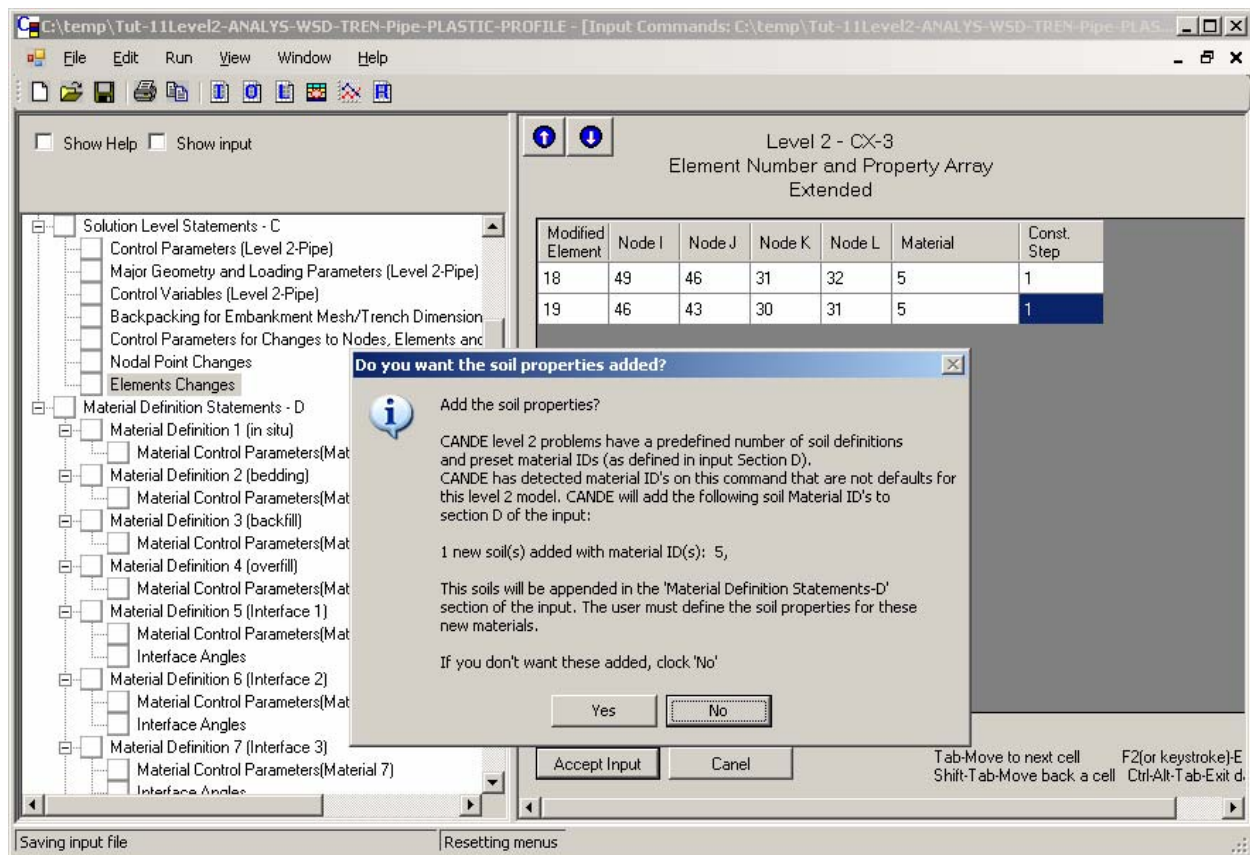 C:\temp\Tut-11Level2-ANALYS-WSD-TREN-Pipe-PLASTIC-PROFILE - [Input Commands: C:\temp\Tut-11Level2-ANALYS-WSD-TREN-Pipe-PLAS...
File Edit Run View Window Help
Show Help Show input
Solution Level Statements - C
Control Parameters (Level 2-Pipe)
Major Geometry and Loading Parameters (Level 2-Pipe)
Control Variables (Level 2-Pipe)
Backpacking for Embankment Mesh/Trench Dimension
Control Parameters for Changes to Nodes, Elements and
Nodal Point Changes
Elements Changes
Material Definition Statements - D
Material Definition 1 (in situ)
Material Control Parameters(Mat
Material Definition 2 (bedding)
Material Control Parameters(Mat
Material Definition 3 (backfill)
Material Control Parameters(Mat
Material Definition 4 (overfill)
Material Control Parameters(Mat
Material Definition 5 (Interface 1)
Material Control Parameters(Mat
Interface Angles
Material Definition 6 (Interface 2)
Material Control Parameters(Mat
Interface Angles
Material Definition 7 (Interface 3)
Material Control Parameters(Material 7)
Interface Angles
Level 2 - CX-3
Element Number and Property Array
Extended
Modified Element Node I Node J Node K Node L Material Const. Step
18 49 46 31 32 5 1
19 46 43 30 31 5 1
Do you want the soil properties added?
Add the soil properties?
CANDE level 2 problems have a predefined number of soil definitions
and preset material IDs (as defined in input Section D).
CANDE has detected material ID's on this command that are not defaults for
this level 2 model. CANDE will add the following soil Material ID's to
section D of the input:
1 new soil(s) added with material ID(s): 5,
This soils will be appended in the 'Material Definition Statements-D'
section of the input. The user must define the soil properties for these
new materials.
If you don't want these added, clock 'No'
Yes No
Accept Input Canel
Tab-Move to next cell F2(or keystroke)-E
Shift-Tab-Move back a cell Ctrl-Alt-Tab-Exit d
Saving input file Resetting menus